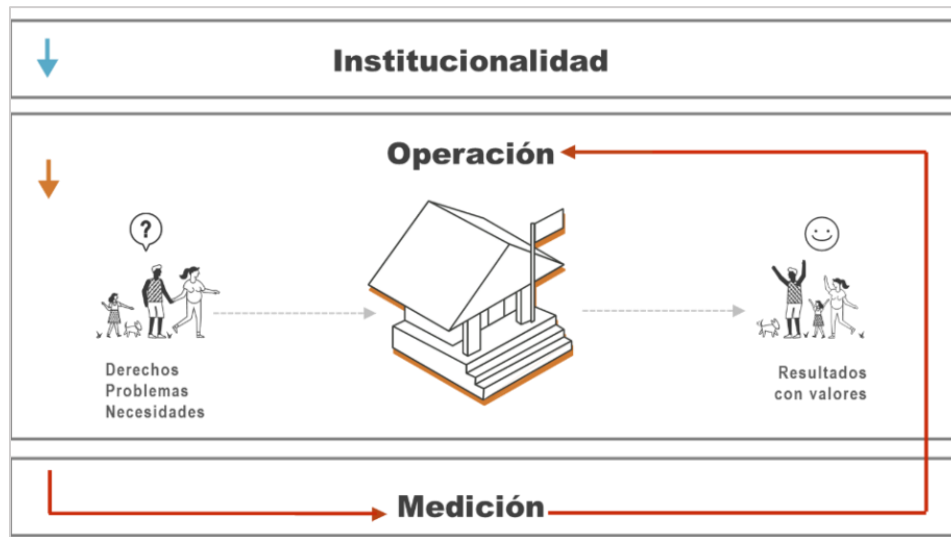 Institucionalidad
Operación
?
Derechos
Problemas
Necesidades
Resultados
con valores
Medición